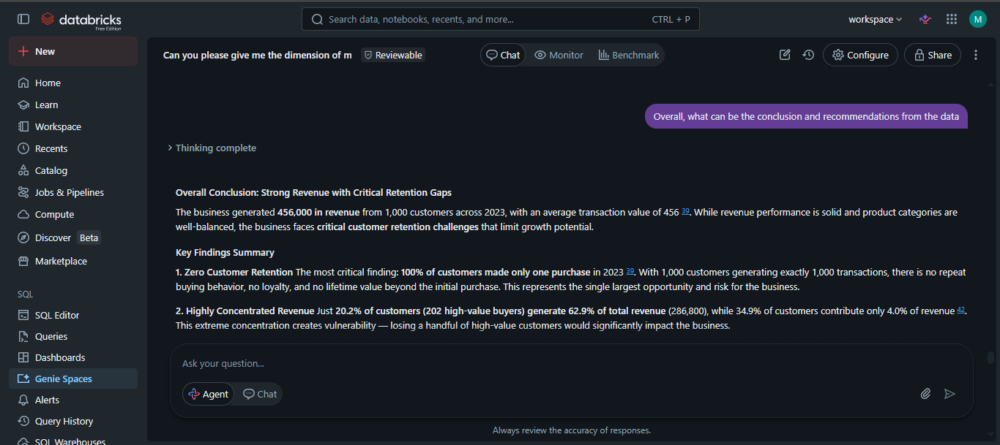 databricks
Free Edition
Search data, notebooks, recents, and more...
CTRL + P
workspace
M
New
Home
Learn
Workspace
Recents
Catalog
Jobs & Pipelines
Compute
Discover Beta
Marketplace
SQL
SQL Editor
Queries
Dashboards
Genie Spaces
Alerts
Query History
SQL Warehouses
Can you please give me the dimension of m
Reviewable
Chat
Monitor
Benchmark
Configure
Share
Overall, what can be the conclusion and recommendations from the data
Thinking complete
Overall Conclusion: Strong Revenue with Critical Retention Gaps
The business generated 456,000 in revenue from 1,000 customers across 2023, with an average transaction value of 456 39. While revenue performance is solid and product categories are
well-balanced, the business faces critical customer retention challenges that limit growth potential.
Key Findings Summary
1. Zero Customer Retention The most critical finding: 100% of customers made only one purchase in 2023 39. With 1,000 customers generating exactly 1,000 transactions, there is no repeat
buying behavior, no loyalty, and no lifetime value beyond the initial purchase. This represents the single largest opportunity and risk for the business.
2. Highly Concentrated Revenue Just 20.2% of customers (202 high-value buyers) generate 62.9% of total revenue (286,800), while 34.9% of customers contribute only 4.0% of revenue 42.
This extreme concentration creates vulnerability — losing a handful of high-value customers would significantly impact the business.
Ask your question...
Agent
Chat
Always review the accuracy of responses.